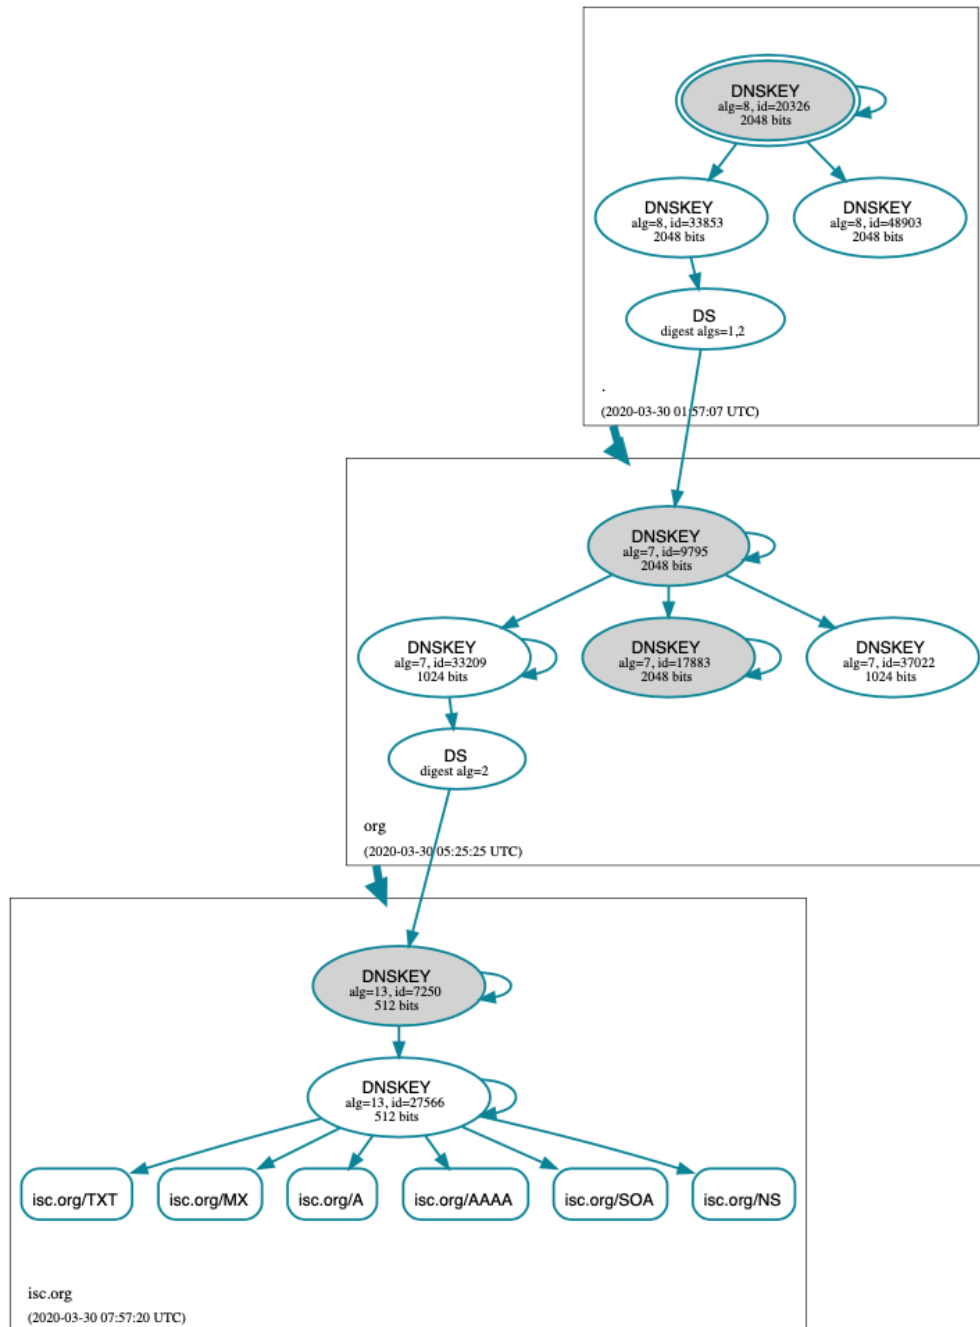 DNSKEY
alg=8, id=20326
2048 bits
DNSKEY
alg=8, id=33853
2048 bits
DNSKEY
alg=8, id=48903
2048 bits
DS
digest algs=1,2
.
(2020-03-30 01:57:07 UTC)
DNSKEY
alg=7, id=9795
2048 bits
DNSKEY
alg=7, id=33209
1024 bits
DNSKEY
alg=7, id=17883
2048 bits
DNSKEY
alg=7, id=37022
1024 bits
DS
digest alg=2
org
(2020-03-30 05:25:25 UTC)
DNSKEY
alg=13, id=7250
512 bits
DNSKEY
alg=13, id=27566
512 bits
isc.org/TXT
isc.org/MX
isc.org/A
isc.org/AAAA
isc.org/SOA
isc.org/NS
isc.org
(2020-03-30 07:57:20 UTC)